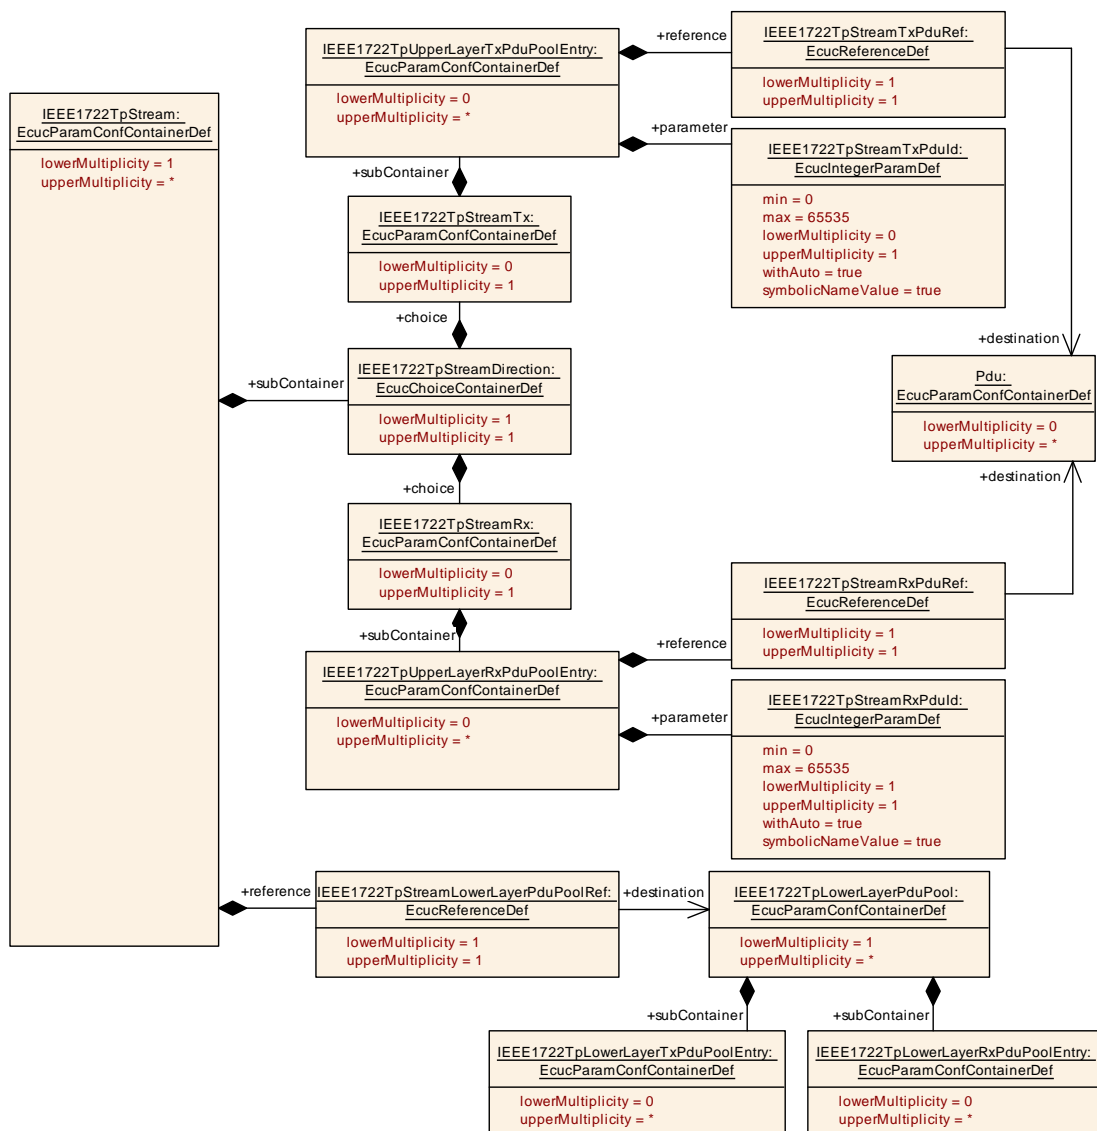 IEEE1722TpStream:
EcucParamConfContainerDef
lowerMultiplicity = 1
upperMultiplicity = *
IEEE1722TpUpperLayerTxPduPoolEntry:
EcucParamConfContainerDef
lowerMultiplicity = 0
upperMultiplicity = *
+reference
IEEE1722TpStreamTxPduRef:
EcucReferenceDef
lowerMultiplicity = 1
upperMultiplicity = 1
+parameter
IEEE1722TpStreamTxPduId:
EcucIntegerParamDef
min = 0
max = 65535
lowerMultiplicity = 0
upperMultiplicity = 1
withAuto = true
symbolicNameValue = true
+subContainer
IEEE1722TpStreamTx:
EcucParamConfContainerDef
lowerMultiplicity = 0
upperMultiplicity = 1
+choice
+subContainer
IEEE1722TpStreamDirection:
EcucChoiceContainerDef
lowerMultiplicity = 1
upperMultiplicity = 1
+destination
Pdu:
EcucParamConfContainerDef
lowerMultiplicity = 0
upperMultiplicity = *
+destination
+choice
IEEE1722TpStreamRx:
EcucParamConfContainerDef
lowerMultiplicity = 0
upperMultiplicity = 1
+subContainer
IEEE1722TpUpperLayerRxPduPoolEntry:
EcucParamConfContainerDef
lowerMultiplicity = 0
upperMultiplicity = *
+reference
IEEE1722TpStreamRxPduRef:
EcucReferenceDef
lowerMultiplicity = 1
upperMultiplicity = 1
+parameter
IEEE1722TpStreamRxPduId:
EcucIntegerParamDef
min = 0
max = 65535
lowerMultiplicity = 1
upperMultiplicity = 1
withAuto = true
symbolicNameValue = true
+reference
IEEE1722TpStreamLowerLayerPduPoolRef:
EcucReferenceDef
lowerMultiplicity = 1
upperMultiplicity = 1
+destination
IEEE1722TpLowerLayerPduPool:
EcucParamConfContainerDef
lowerMultiplicity = 1
upperMultiplicity = *
+subContainer
+subContainer
IEEE1722TpLowerLayerTxPduPoolEntry:
EcucParamConfContainerDef
lowerMultiplicity = 0
upperMultiplicity = *
IEEE1722TpLowerLayerRxPduPoolEntry:
EcucParamConfContainerDef
lowerMultiplicity = 0
upperMultiplicity = *